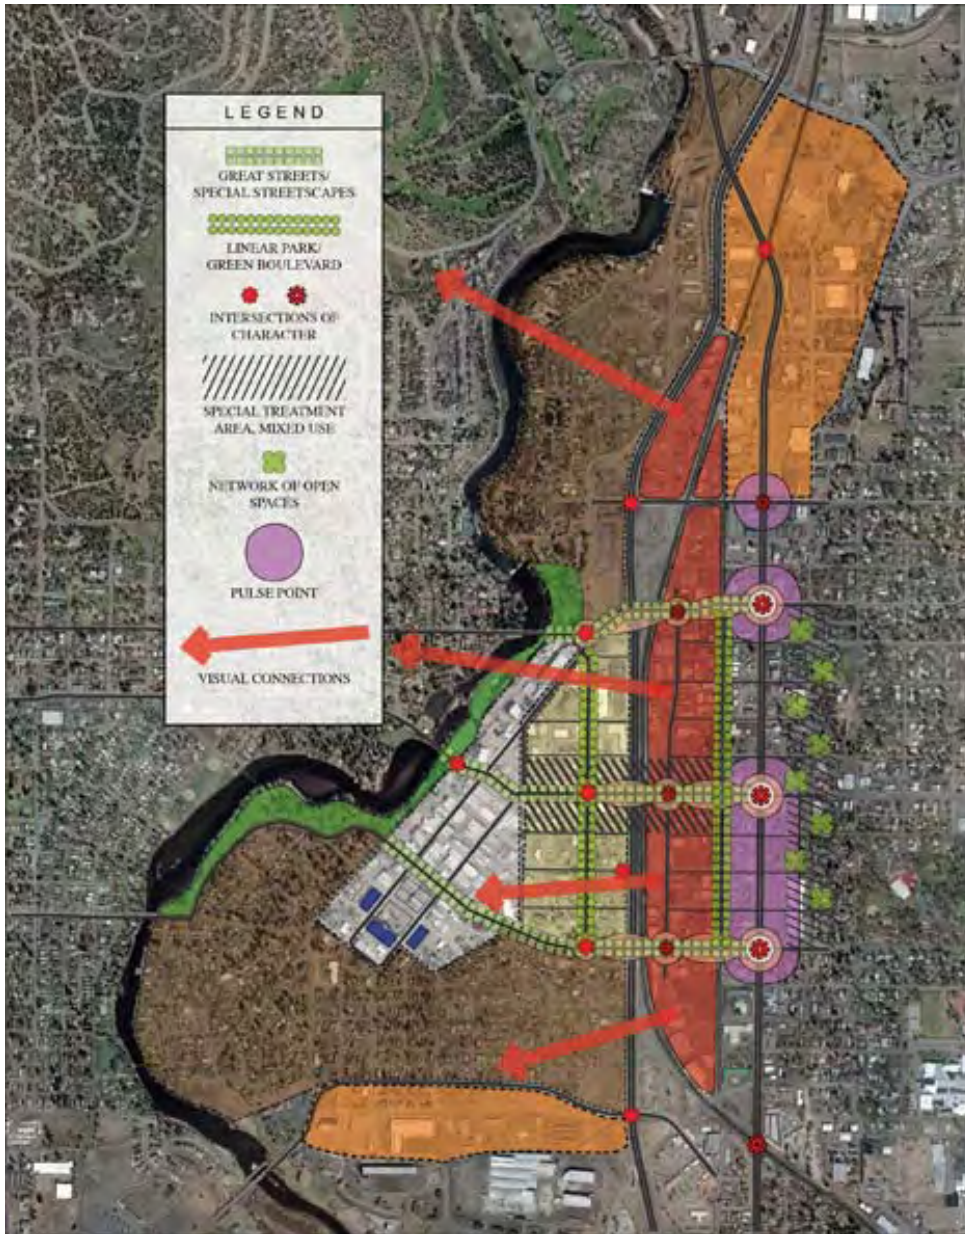 LEGEND
GREAT STREETS/
SPECIAL STREETSCAPES
LINEAR PARK/
GREEN BOULEVARD
INTERSECTIONS OF
CHARACTER
SPECIAL TREATMENT
AREA, MIXED USE
NETWORK OF OPEN
SPACES
PULSE POINT
VISUAL CONNECTIONS